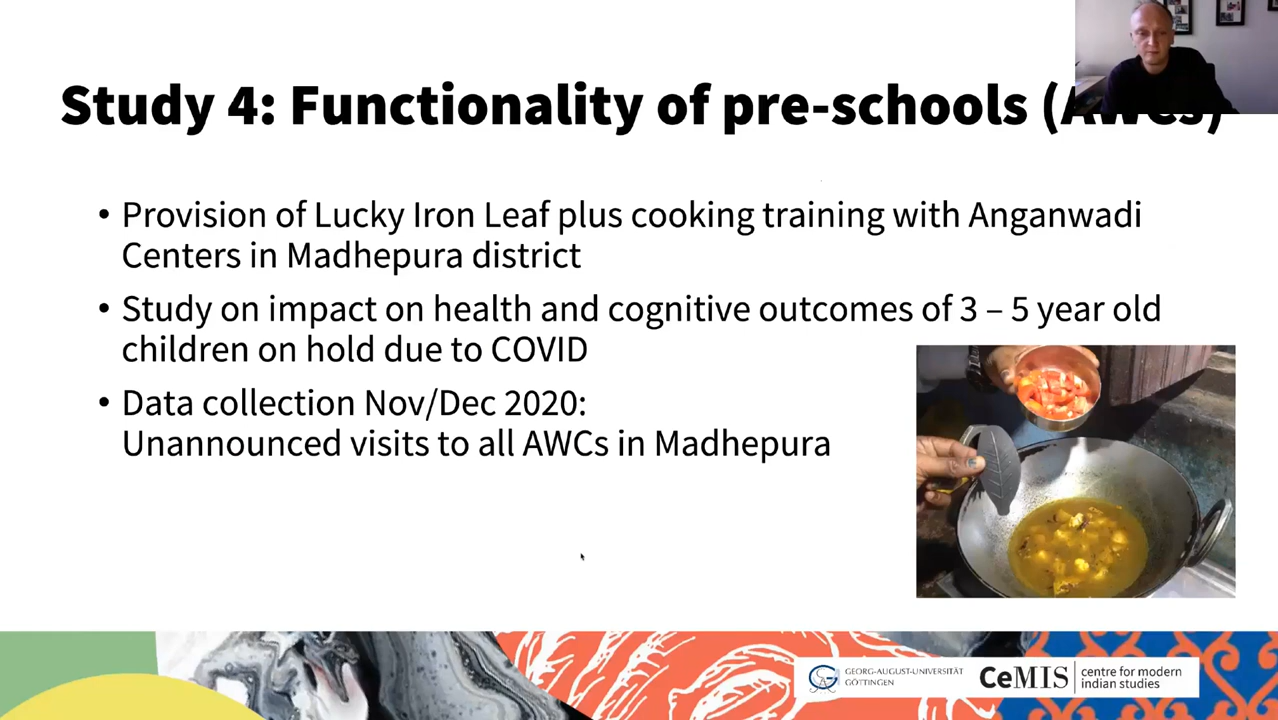 Study 4: Functionality of pre-schools (AWCs)
• Provision of Lucky Iron Leaf plus cooking training with Anganwadi
Centers in Madhepura district
• Study on impact on health and cognitive outcomes of 3 – 5 year old
children on hold due to COVID
• Data collection Nov/Dec 2020:
Unannounced visits to all AWCs in Madhepura
GEORG-AUGUST-UNIVERSITÄT
GÖTTINGEN
CeMIS
centre for modern
indian studies